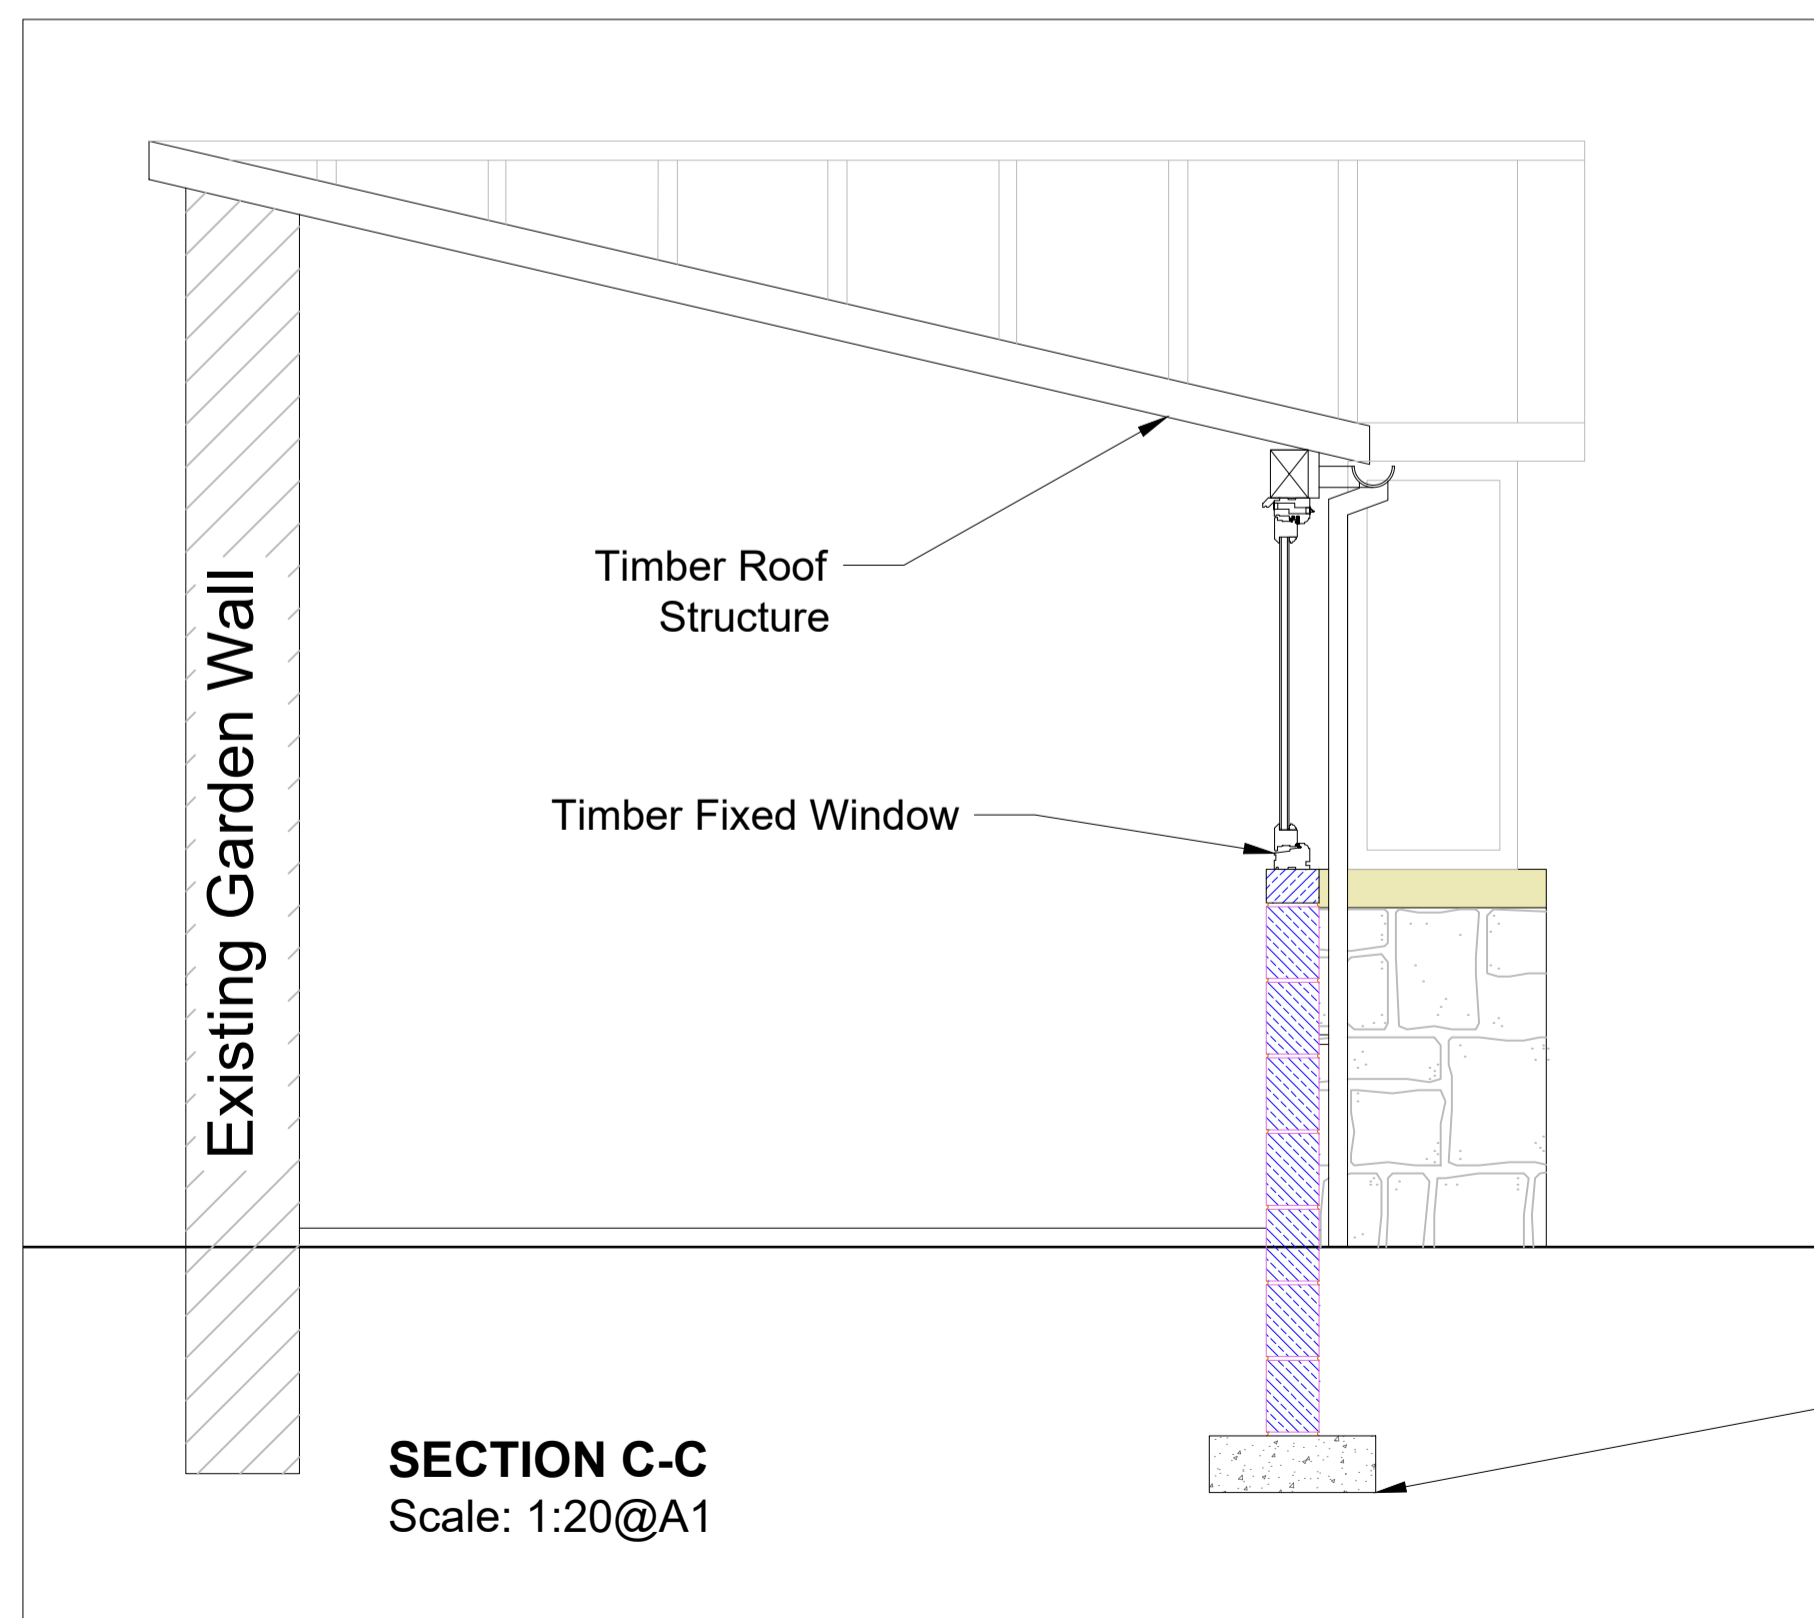 Timber Roof
Structure
Existing Garden Wall
Timber Fixed Window
SECTION C-C
Scale: 1:20@A1